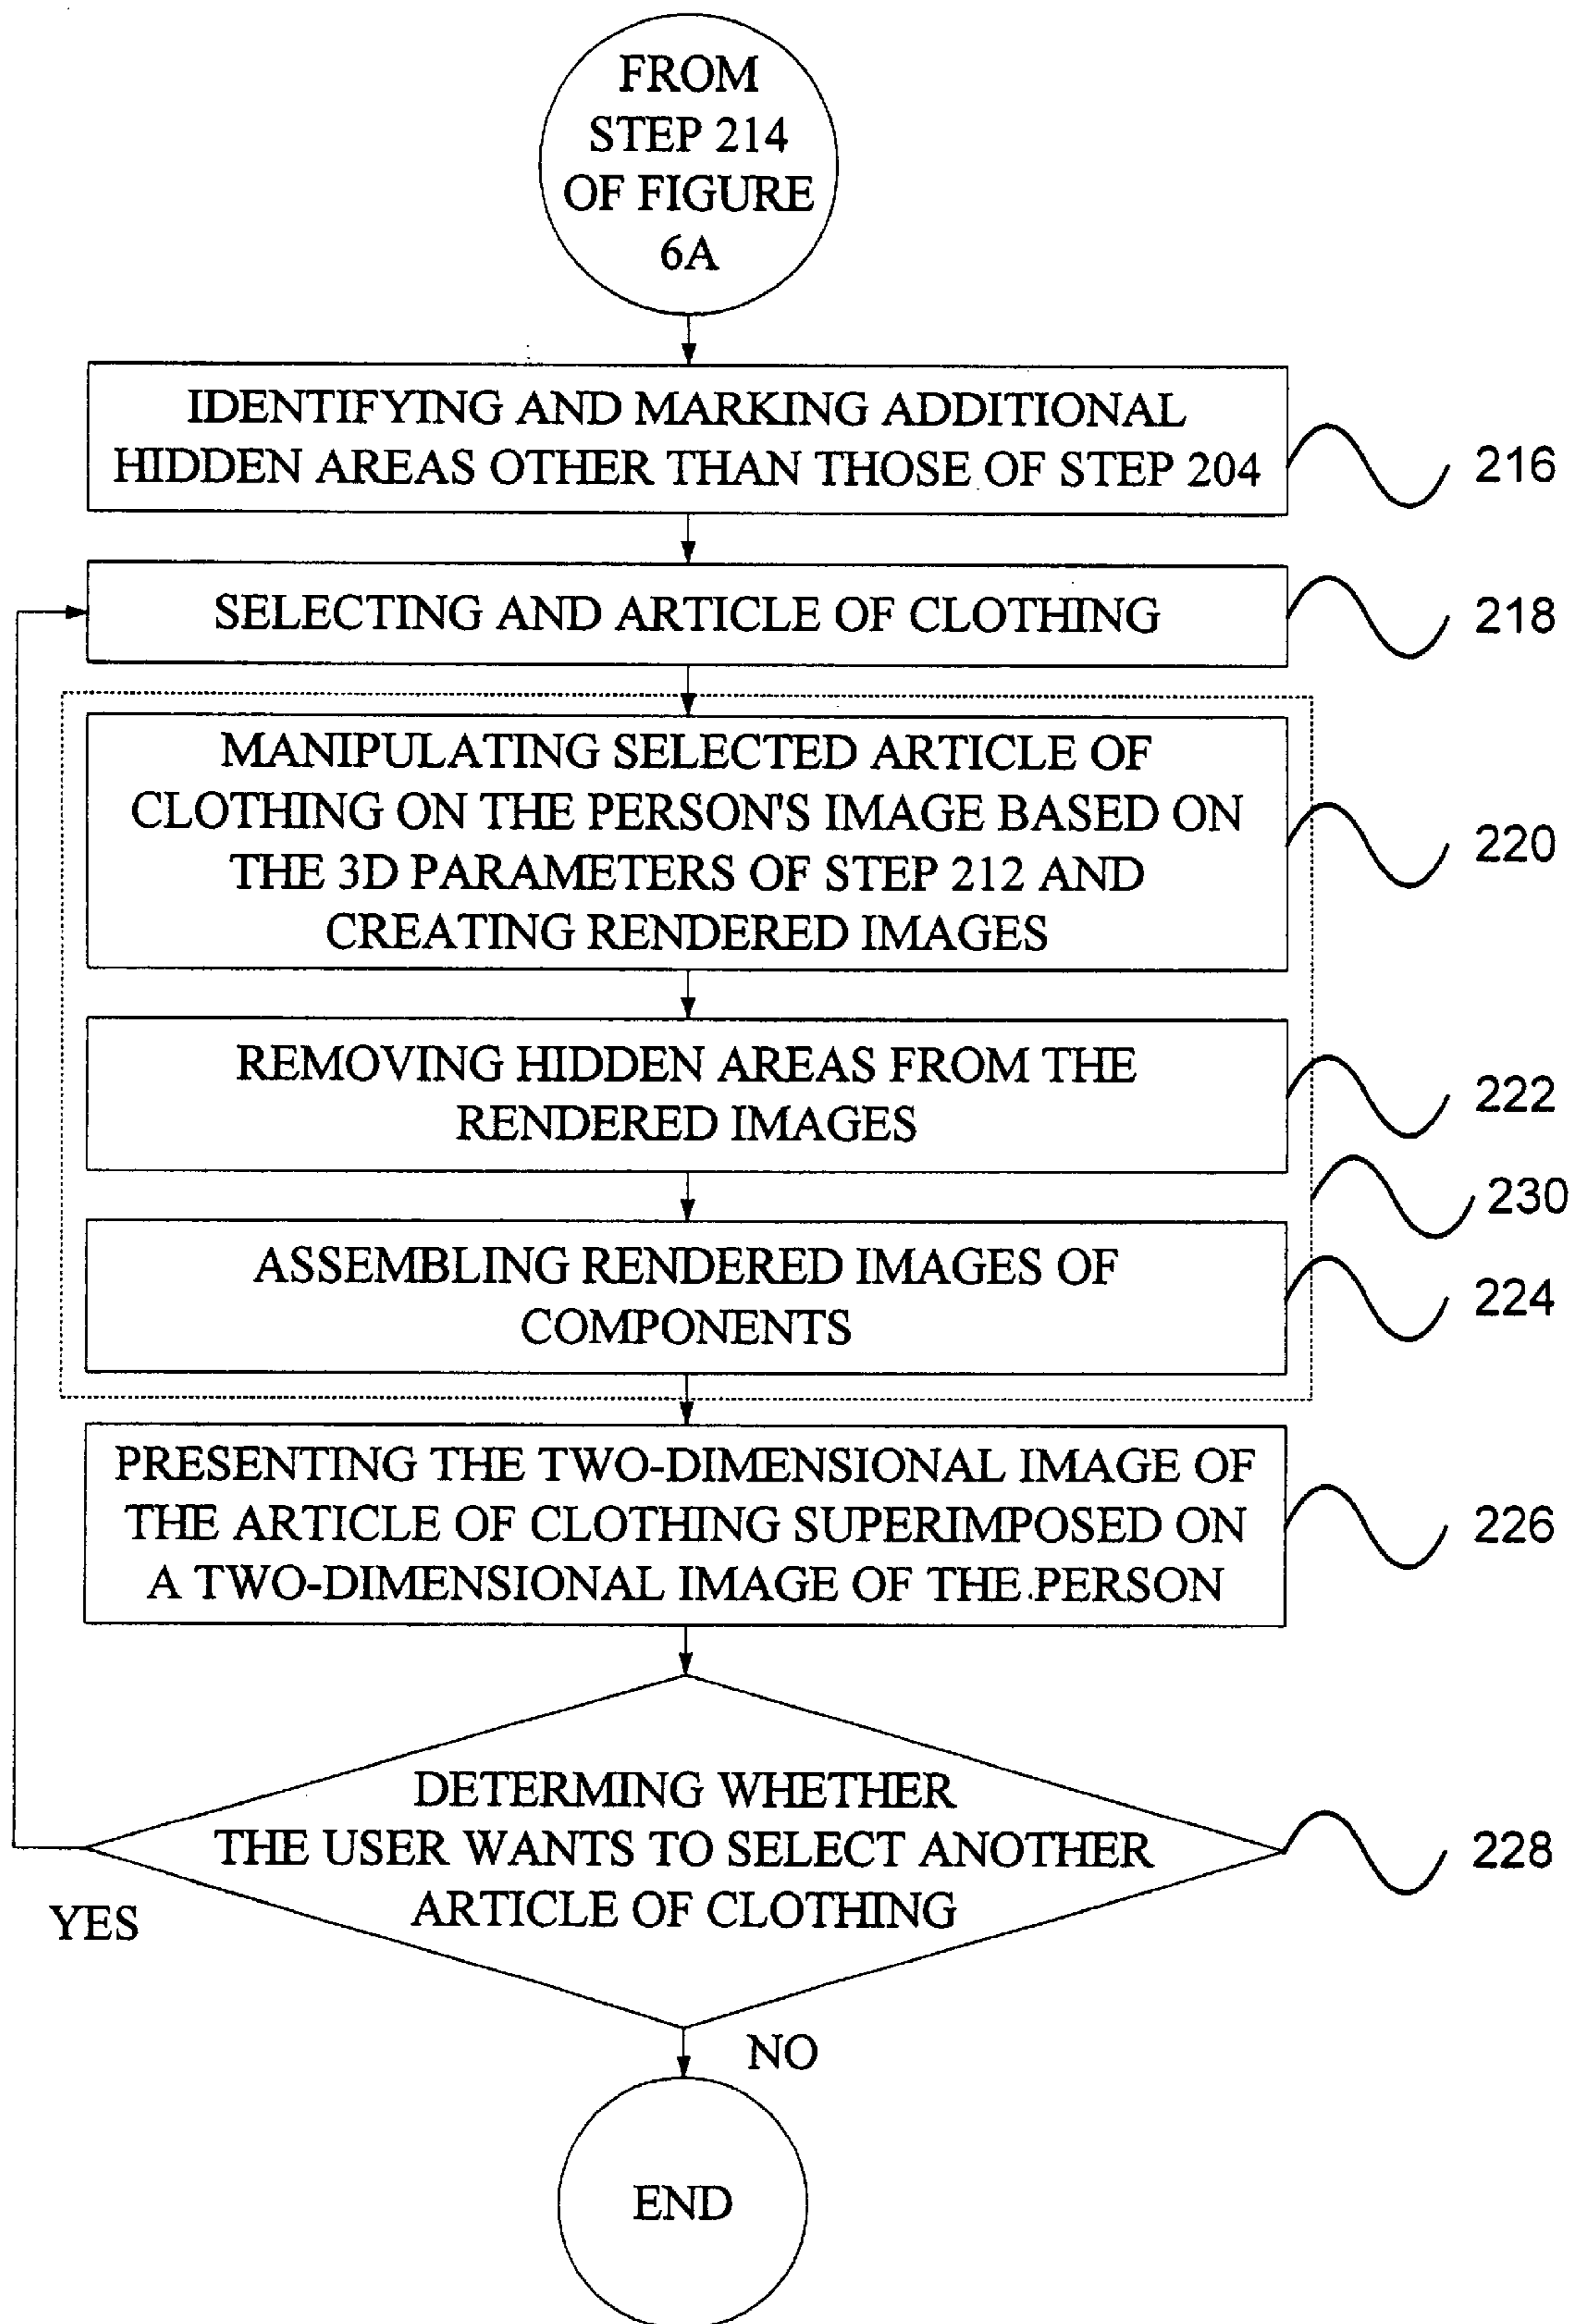 FROM
STEP 214
OF FIGURE
6A
IDENTIFYING AND MARKING ADDITIONAL
HIDDEN AREAS OTHER THAN THOSE OF STEP 204
216
SELECTING AND ARTICLE OF CLOTHING
218
MANIPULATING SELECTED ARTICLE OF
CLOTHING ON THE PERSON'S IMAGE BASED ON
THE 3D PARAMETERS OF STEP 212 AND
CREATING RENDERED IMAGES
220
REMOVING HIDDEN AREAS FROM THE
RENDERED IMAGES
222
230
ASSEMBLING RENDERED IMAGES OF
COMPONENTS
224
PRESENTING THE TWO-DIMENSIONAL IMAGE OF
THE ARTICLE OF CLOTHING SUPERIMPOSED ON
A TWO-DIMENSIONAL IMAGE OF THE PERSON
226
DETERMING WHETHER
THE USER WANTS TO SELECT ANOTHER
ARTICLE OF CLOTHING
228
YES
NO
END